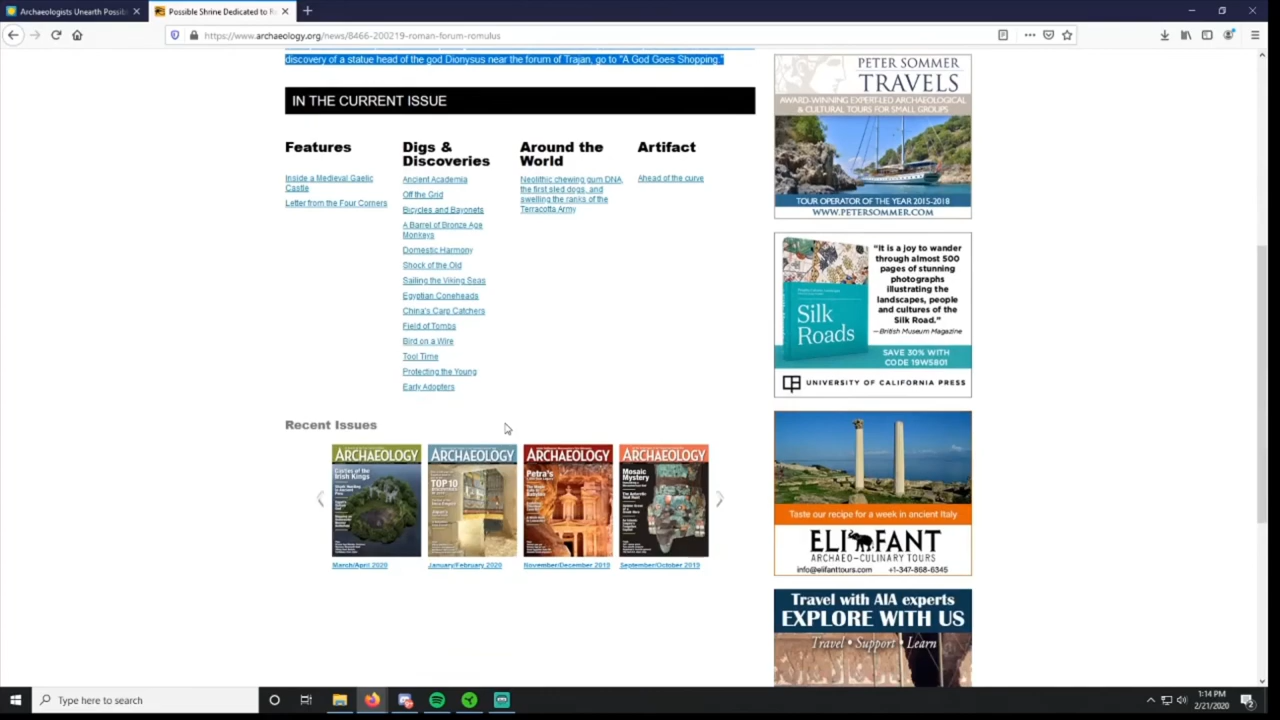 Archaeologists Unearth Possibl
Possible Shrine Dedicated to R
https://www.archaeology.org/news/8466-200219-roman-forum-romulus
discovery of a statue head of the god Dionysus near the forum of Trajan, go to "A God Goes Shopping."
IN THE CURRENT ISSUE
Features
Inside a Medieval Gaelic
Castle
Letter from the Four Corners
Digs &
Discoveries
Ancient Academia
Off the Grid
Bicycles and Bayonets
A Barrel of Bronze Age
Monkeys
Domestic Harmony
Shock of the Old
Sailing the Viking Seas
Egyptian Coneheads
China's Carp Catchers
Field of Tombs
Bird on a Wire
Tool Time
Protecting the Young
Early Adopters
Around the
World
Neolithic chewing gum DNA,
the first sled dogs, and
swelling the ranks of the
Terracotta Army
Artifact
Ahead of the curve
Recent Issues
ARCHAEOLOGY
Castles of the
Irish Kings
March/April 2020
ARCHAEOLOGY
TOP 10
January/February 2020
ARCHAEOLOGY
Petra's
November/December 2019
ARCHAEOLOGY
Mosaic
Mystery
September/October 2019
PETER SOMMER
TRAVELS
AWARD-WINNING EXPERT-LED ARCHAEOLOGICAL
& CULTURAL TOURS FOR SMALL GROUPS
TOUR OPERATOR OF THE YEAR 2015-2018
WWW.PETERSOMMER.COM
"It is a joy to wander
through almost 500
pages of stunning
photographs
illustrating the
landscapes, people
and cultures of the
Silk Road."
—British Museum Magazine
Silk
Roads
SAVE 30% WITH
CODE 19W5801
UNIVERSITY OF CALIFORNIA PRESS
Taste our recipe for a week in ancient Italy
ELIFANT
ARCHAEO-CULINARY TOURS
info@elifanttours.com +1-347-868-6345
Travel with AIA experts
EXPLORE WITH US
Travel • Support • Learn
Type here to search
1:14 PM
2/21/2020
2